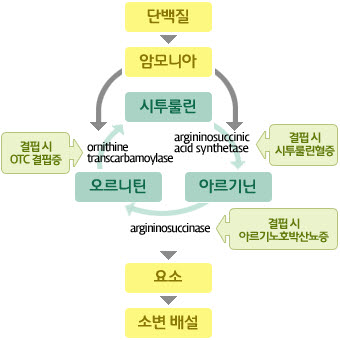 단백질
암모니아
시투룰린
결핍 시
OTC 결핍증
ornithine
transcarbamoylase
argininosuccinic
acid synthetase
결핍 시
시투룰린혈증
오르니틴
아르기닌
argininosuccinase
결핍 시
아르기노호박산뇨증
요소
소변 배설